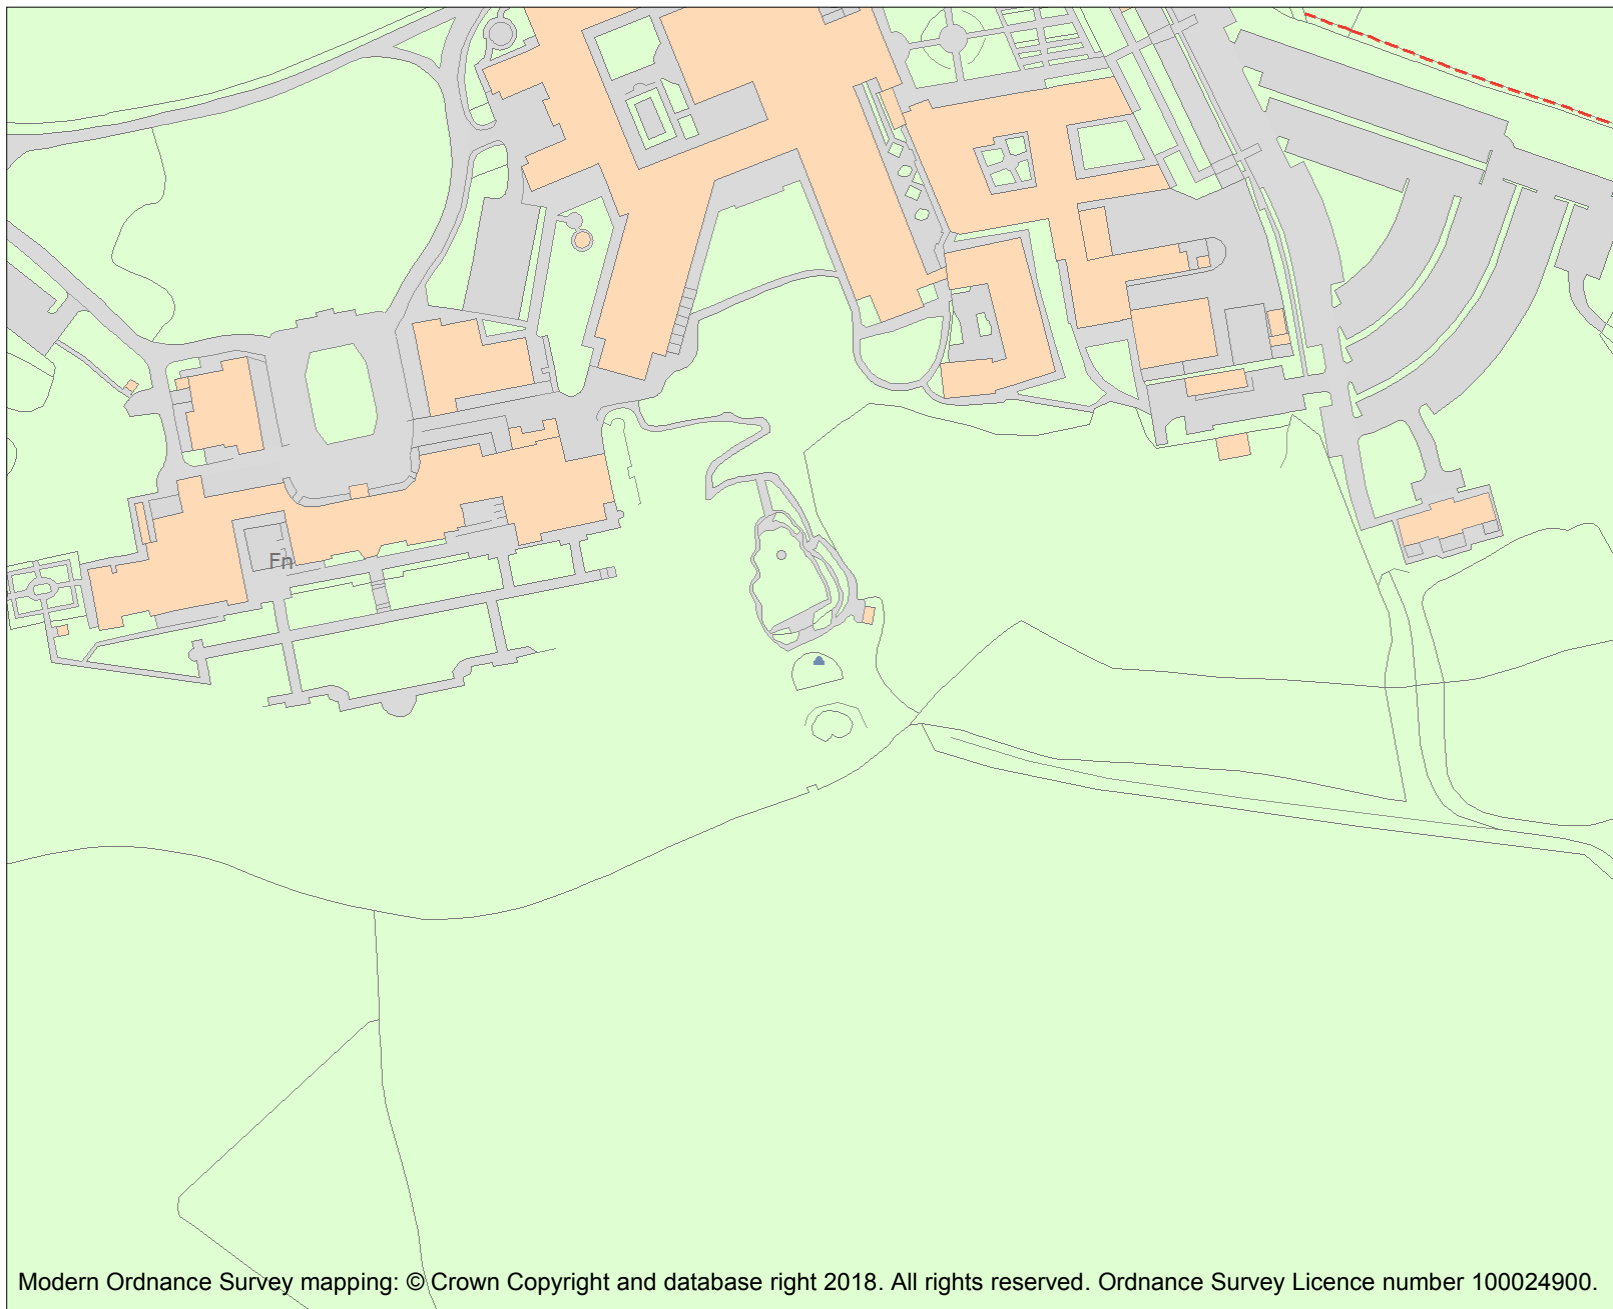 Fn
Modern Ordnance Survey mapping: © Crown Copyright and database right 2018. All rights reserved. Ordnance Survey Licence number 100024900.